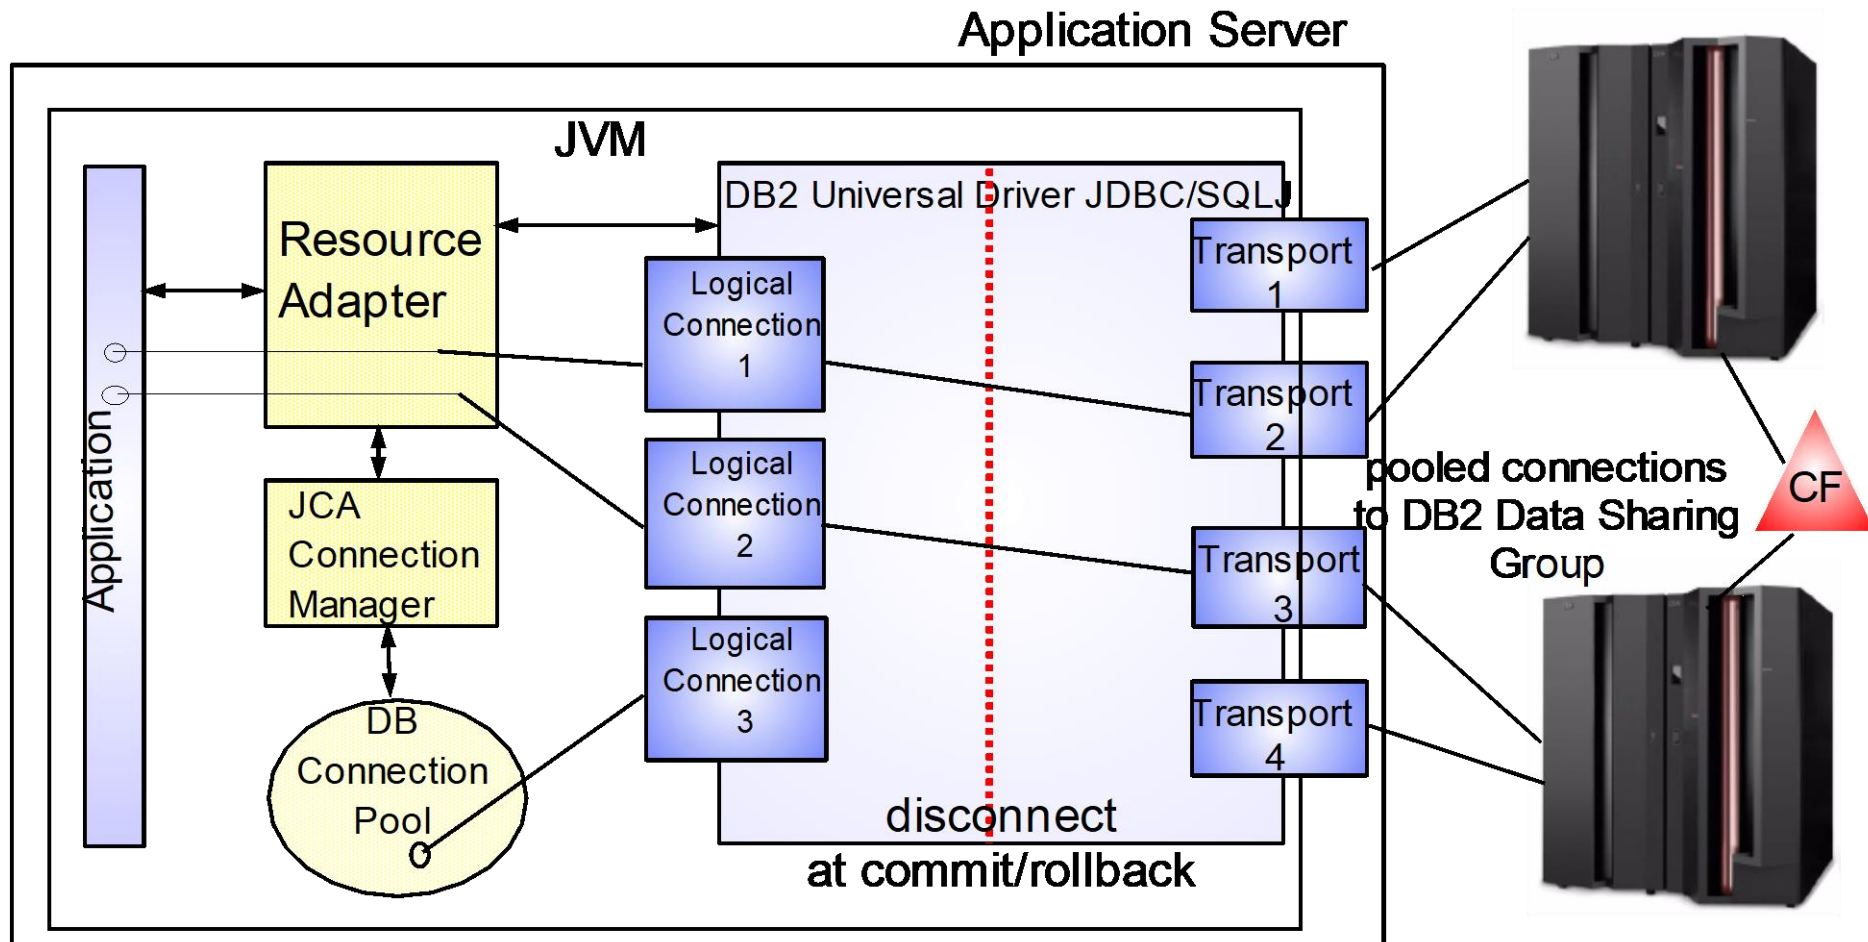 Application Server
JVM
DB2 Universal Driver JDBC/SQLJ
Resource
Adapter
Application
JCA
Connection
Manager
DB
Connection
Pool
Logical
Connection
1
Logical
Connection
2
Logical
Connection
3
Transport
1
Transport
2
Transport
3
Transport
4
disconnect
at commit/rollback
pooled connections
to DB2 Data Sharing
Group
CF